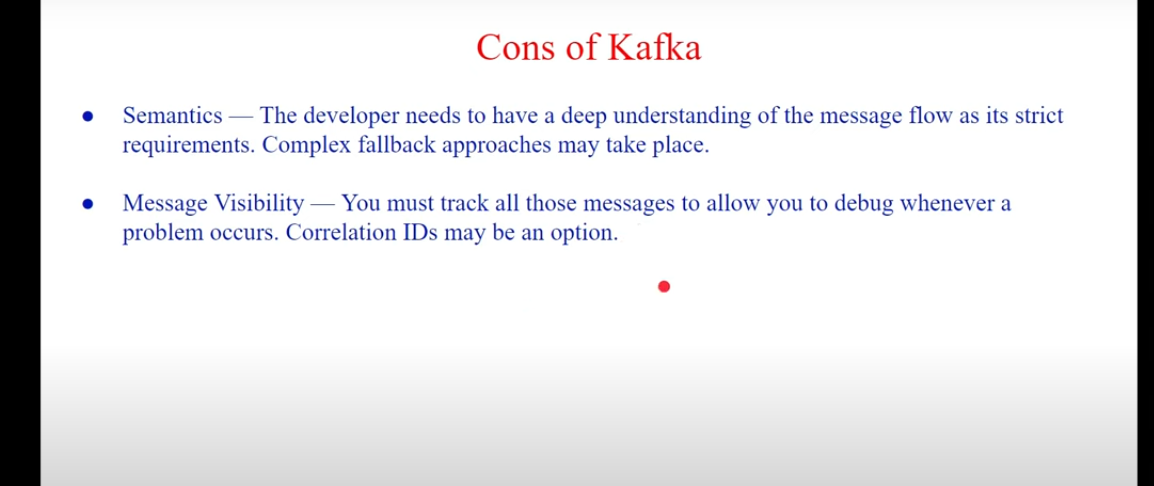 Cons of Kafka
● Semantics — The developer needs to have a deep understanding of the message flow as its strict
requirements. Complex fallback approaches may take place.
● Message Visibility — You must track all those messages to allow you to debug whenever a
problem occurs. Correlation IDs may be an option.